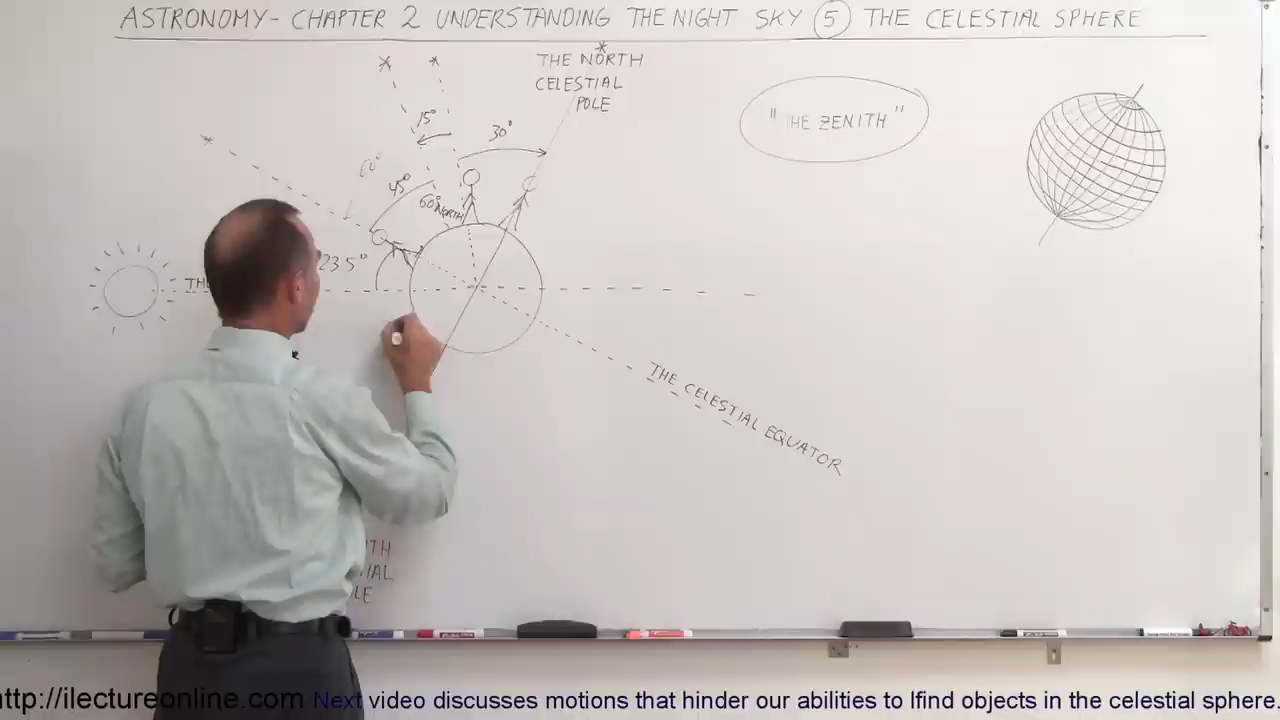 ASTRONOMY- CHAPTER 2 UNDERSTANDING THE NIGHT SKY 5 THE CELESTIAL SPHERE
THE NORTH
CELESTIAL
POLE
"THE ZENITH"
15°
30°
60°
45°
60° NORTH
23.5°
THE CELESTIAL EQUATOR
http://ilectureonline.com Next video discusses motions that hinder our abilities to lfind objects in the celestial sphere.